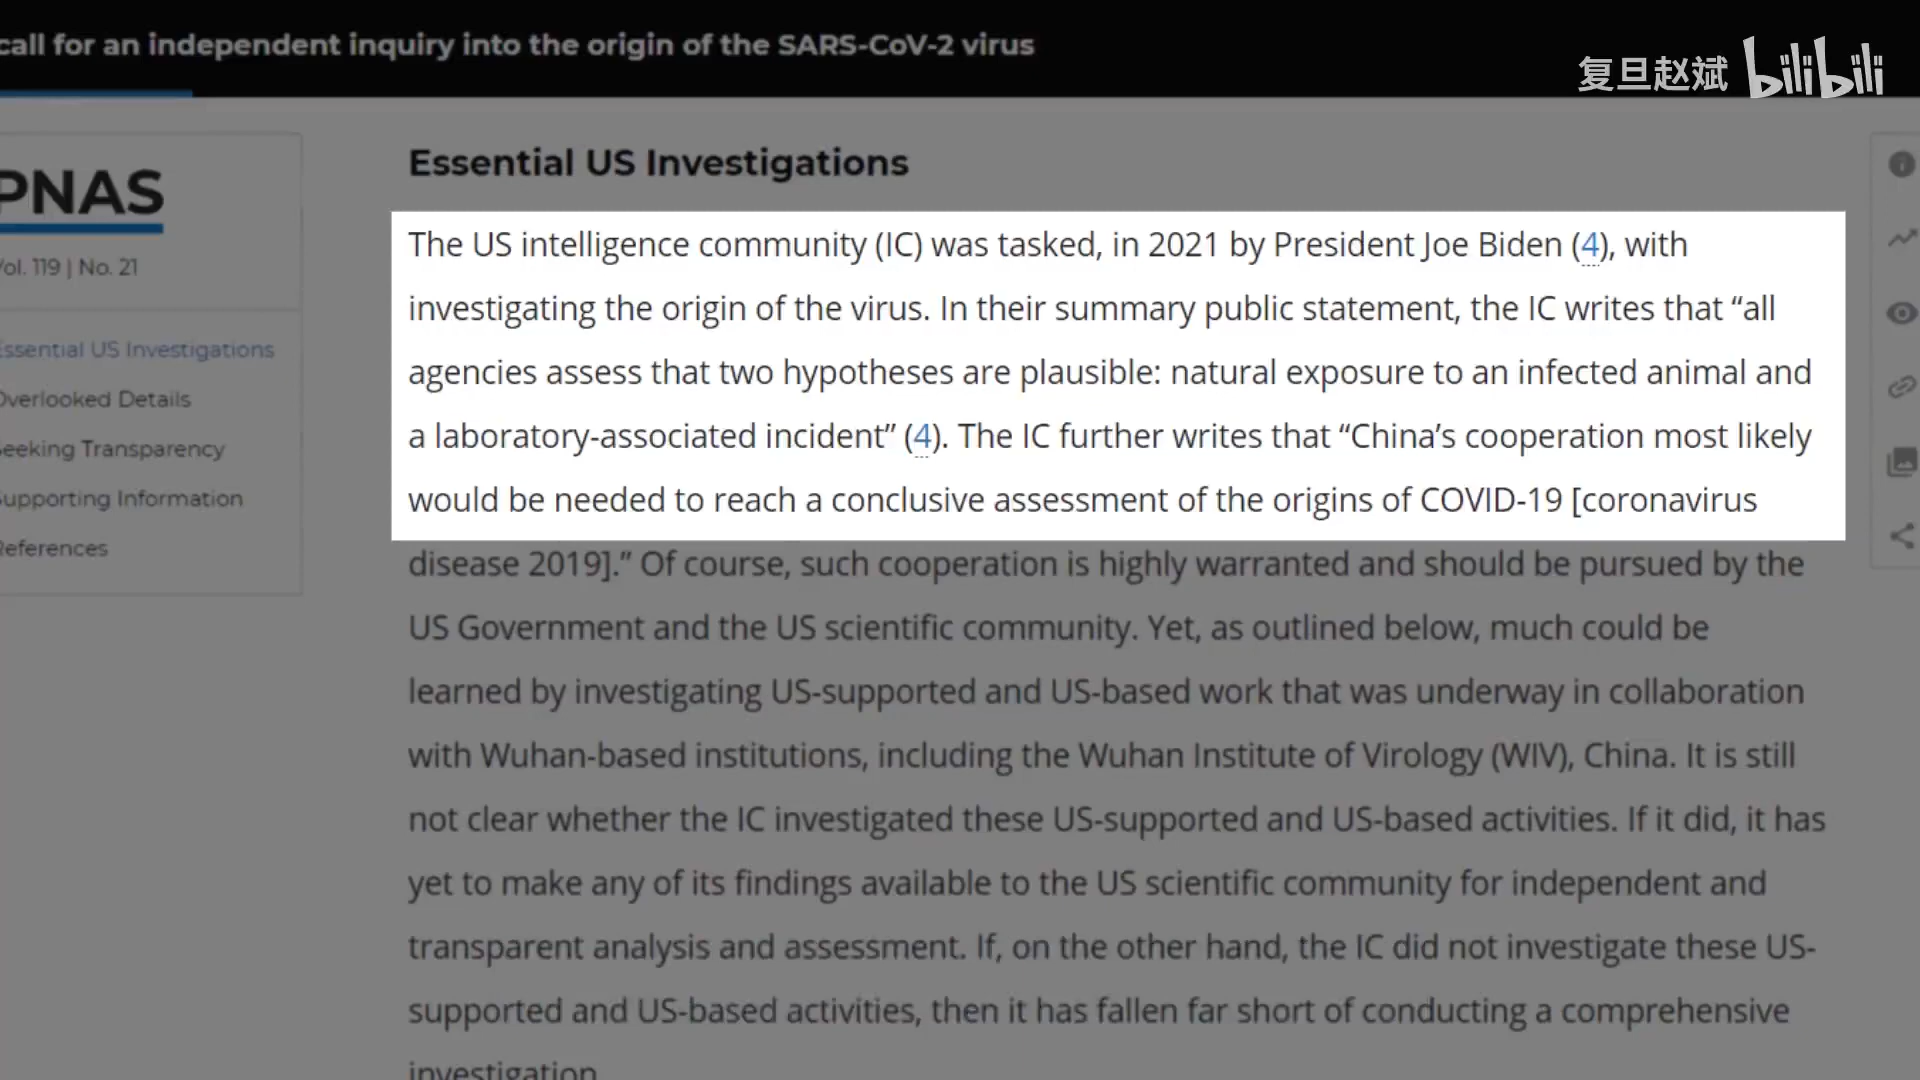 call for an independent inquiry into the origin of the SARS-CoV-2 virus
复旦赵斌 bilibili
PNAS
Vol. 119 | No. 21
Essential US Investigations
Overlooked Details
Seeking Transparency
Supporting Information
References
Essential US Investigations
The US intelligence community (IC) was tasked, in 2021 by President Joe Biden (4), with
investigating the origin of the virus. In their summary public statement, the IC writes that “all
agencies assess that two hypotheses are plausible: natural exposure to an infected animal and
a laboratory-associated incident” (4). The IC further writes that “China’s cooperation most likely
would be needed to reach a conclusive assessment of the origins of COVID-19 [coronavirus
disease 2019].” Of course, such cooperation is highly warranted and should be pursued by the
US Government and the US scientific community. Yet, as outlined below, much could be
learned by investigating US-supported and US-based work that was underway in collaboration
with Wuhan-based institutions, including the Wuhan Institute of Virology (WIV), China. It is still
not clear whether the IC investigated these US-supported and US-based activities. If it did, it has
yet to make any of its findings available to the US scientific community for independent and
transparent analysis and assessment. If, on the other hand, the IC did not investigate these US-
supported and US-based activities, then it has fallen far short of conducting a comprehensive
investigation.